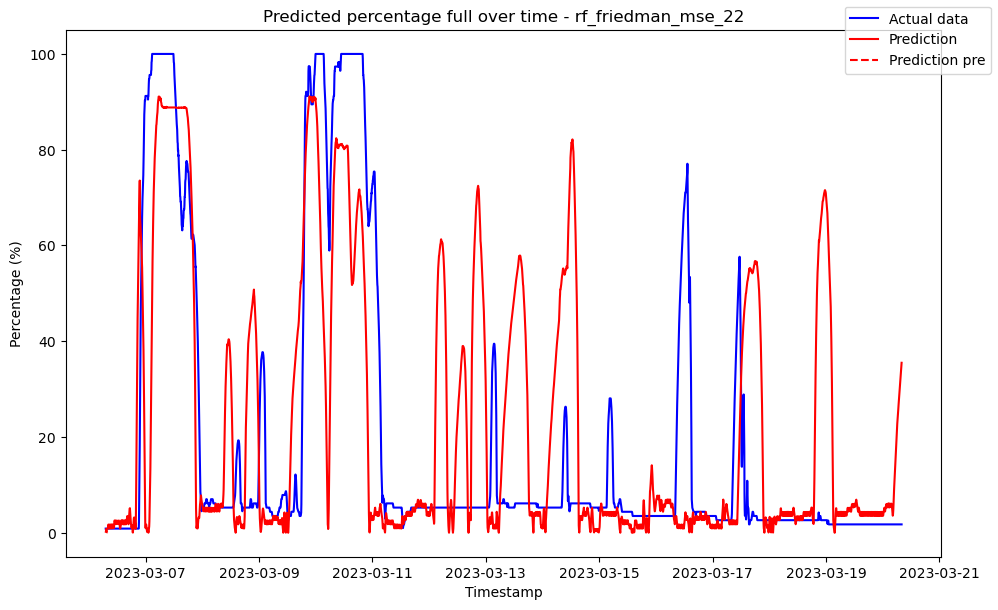 Predicted percentage full over time - rf_friedman_mse_22
Actual data
Prediction
Prediction pre
Percentage (%)
100
80
60
40
20
0
2023-03-07
2023-03-09
2023-03-11
2023-03-13
2023-03-15
2023-03-17
2023-03-19
2023-03-21
Timestamp